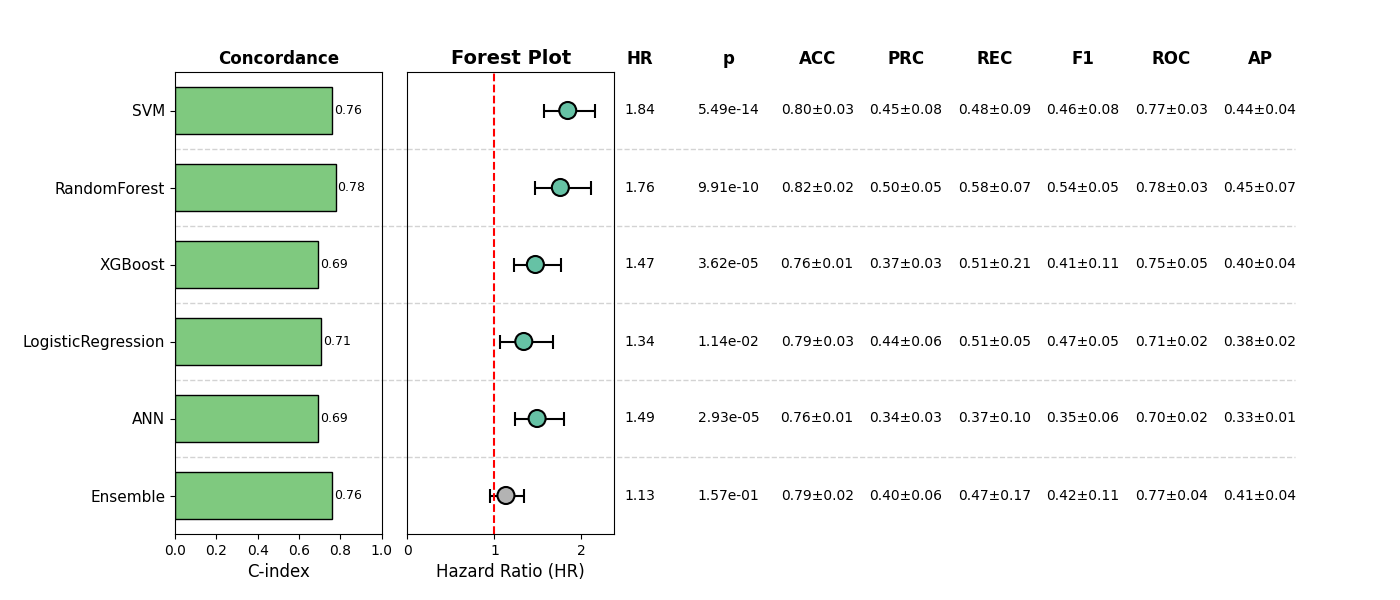 Concordance Forest Plot HR p ACC PRC REC F1 ROC AP
SVM 0.76 1.84 5.49e-14 0.80±0.03 0.45±0.08 0.48±0.09 0.46±0.08 0.77±0.03 0.44±0.04
RandomForest 0.78 1.76 9.91e-10 0.82±0.02 0.50±0.05 0.58±0.07 0.54±0.05 0.78±0.03 0.45±0.07
XGBoost 0.69 1.47 3.62e-05 0.76±0.01 0.37±0.03 0.51±0.21 0.41±0.11 0.75±0.05 0.40±0.04
LogisticRegression 0.71 1.34 1.14e-02 0.79±0.03 0.44±0.06 0.51±0.05 0.47±0.05 0.71±0.02 0.38±0.02
ANN 0.69 1.49 2.93e-05 0.76±0.01 0.34±0.03 0.37±0.10 0.35±0.06 0.70±0.02 0.33±0.01
Ensemble 0.76 1.13 1.57e-01 0.79±0.02 0.40±0.06 0.47±0.17 0.42±0.11 0.77±0.04 0.41±0.04
0.0 0.2 0.4 0.6 0.8 1.0 0 1 2
C-index Hazard Ratio (HR)